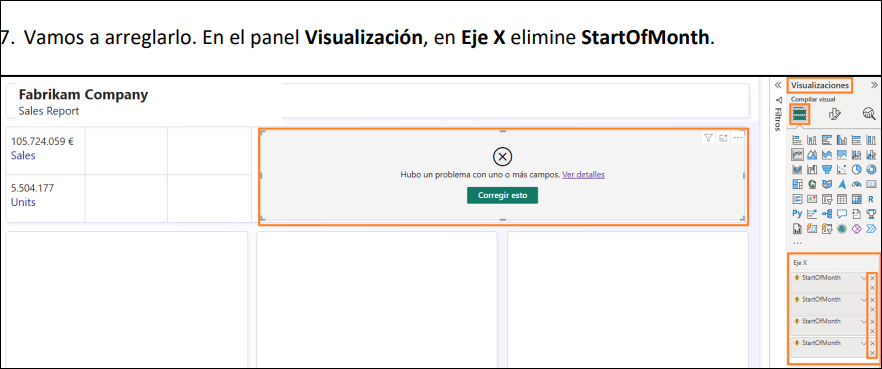 7. Vamos a arreglarlo. En el panel Visualización, en Eje X elimine StartOfMonth.
Fabrikam Company
Sales Report
105.724.059 €
Sales
5.504.177
Units
Hubo un problema con uno o más campos. Ver detalles
Corregir esto
Filtros
Visualizaciones
Compilar visual
R
Py
Eje X
StartOfMonth
StartOfMonth
StartOfMonth
StartOfMonth